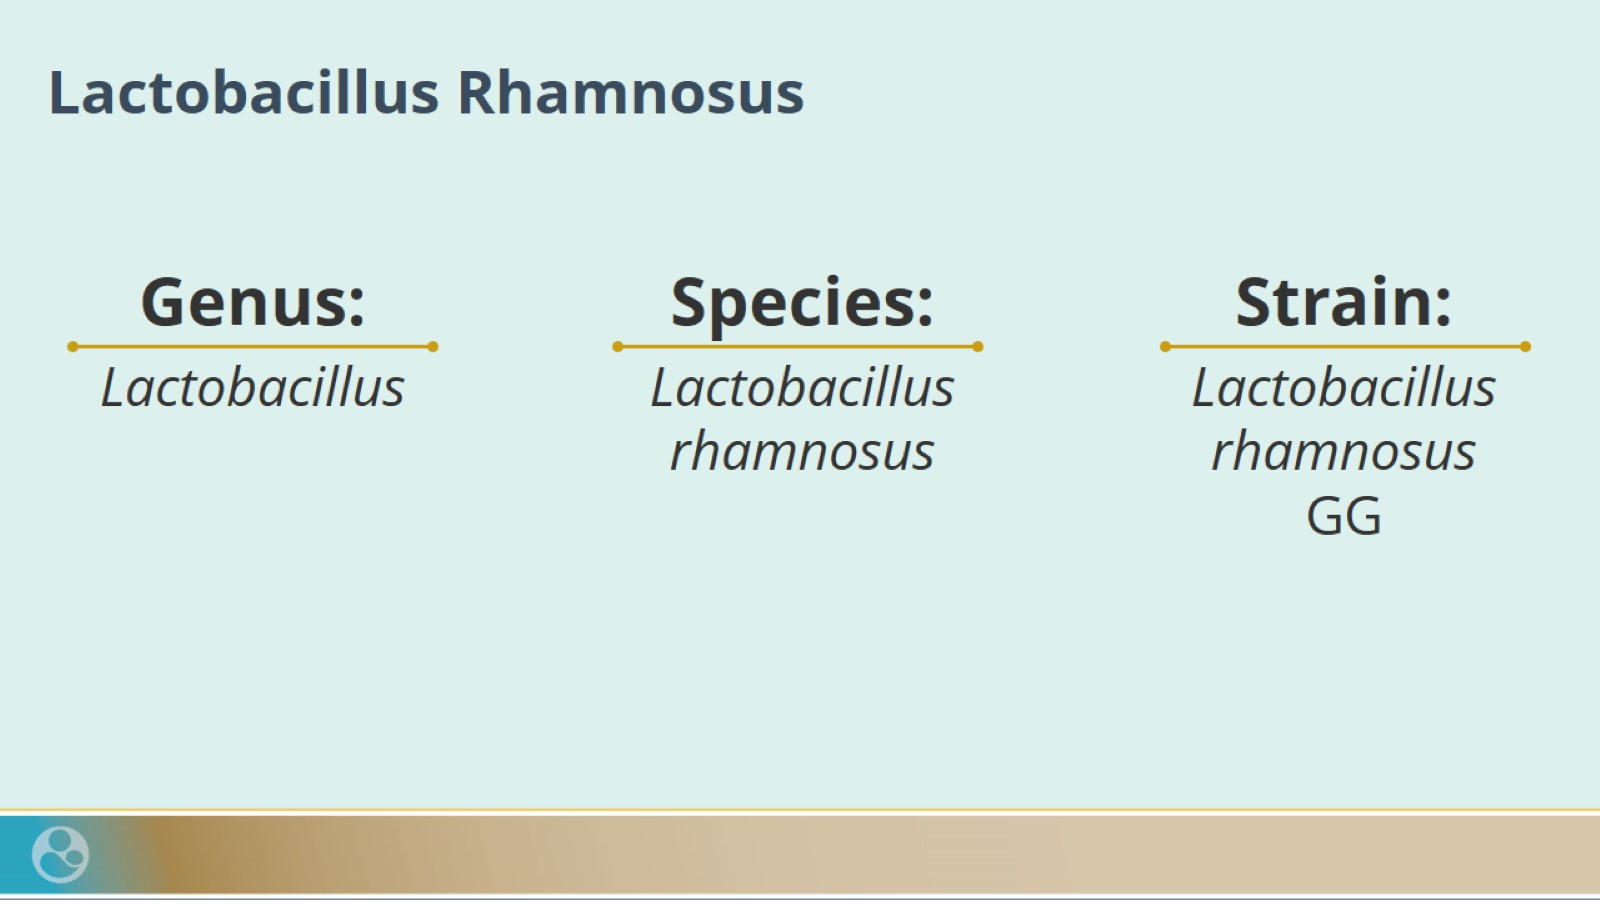 Lactobacillus Rhamnosus
Genus:
Lactobacillus
Species:
Lactobacillus
rhamnosus
Strain:
Lactobacillus
rhamnosus
GG